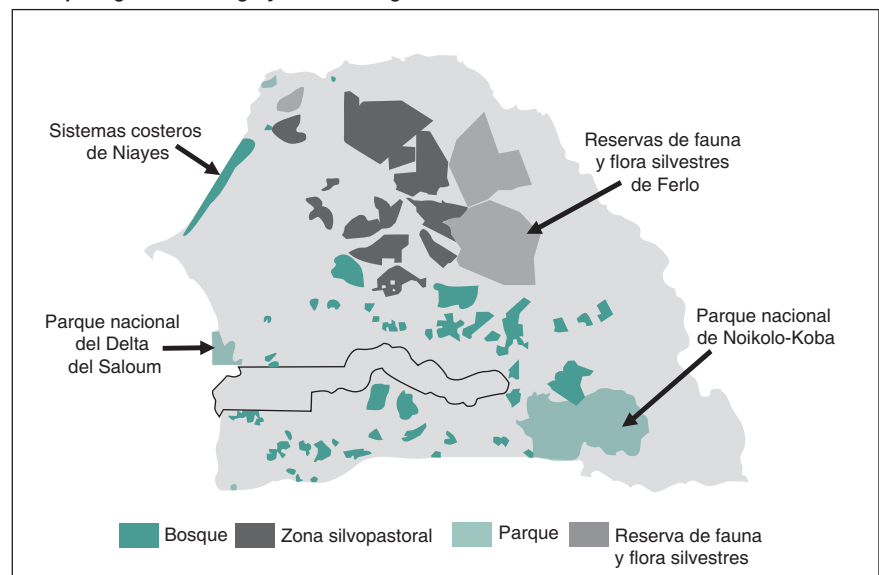 Sistemas costeros
de Niayes
Reservas de fauna
y flora silvestres
de Ferlo
Parque nacional
del Delta
del Saloum
Parque nacional
de Noikolo-Koba
Bosque
Zona silvopastoral
Parque
Reserva de fauna
y flora silvestres